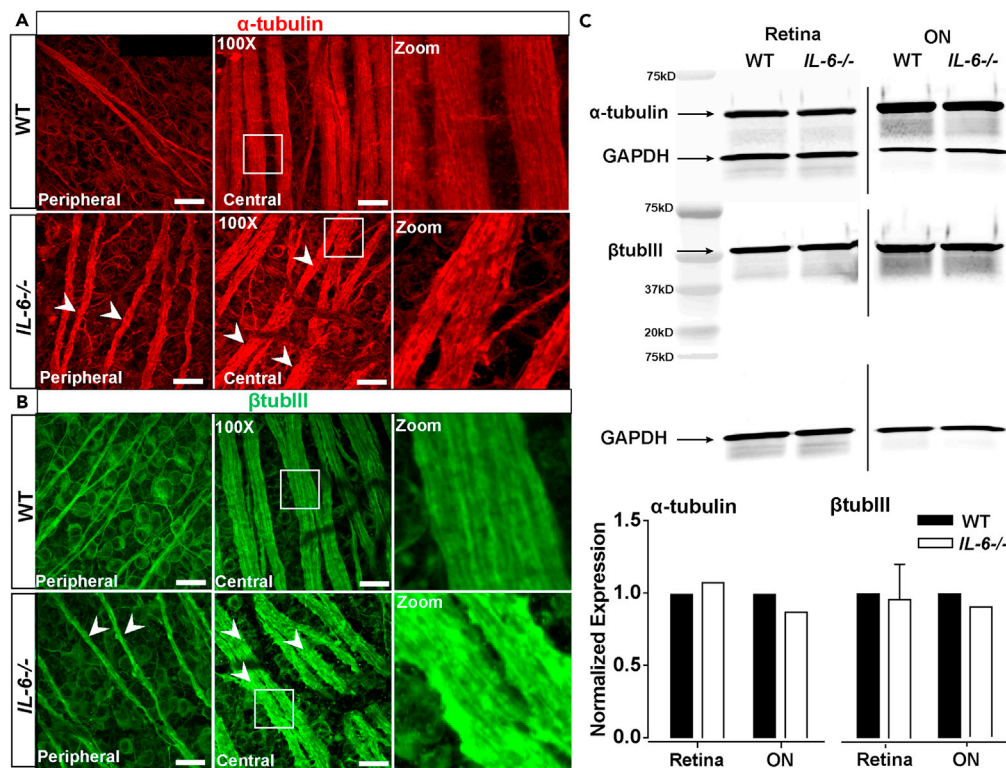 A
α-tubulin
WT
Peripheral
100X
Central
Zoom
IL-6-/-
Peripheral
100X
Central
Zoom
B
βtubIII
WT
Peripheral
100X
Central
Zoom
IL-6-/-
Peripheral
Central
Zoom
C
Retina
ON
WT
IL-6-/-
WT
IL-6-/-
75kD
α-tubulin
GAPDH
75kD
βtubIII
37kD
20kD
75kD
GAPDH
α-tubulin
βtubIII
WT
IL-6-/-
Normalized Expression
1.5
1.0
0.5
0.0
Retina
ON
Retina
ON